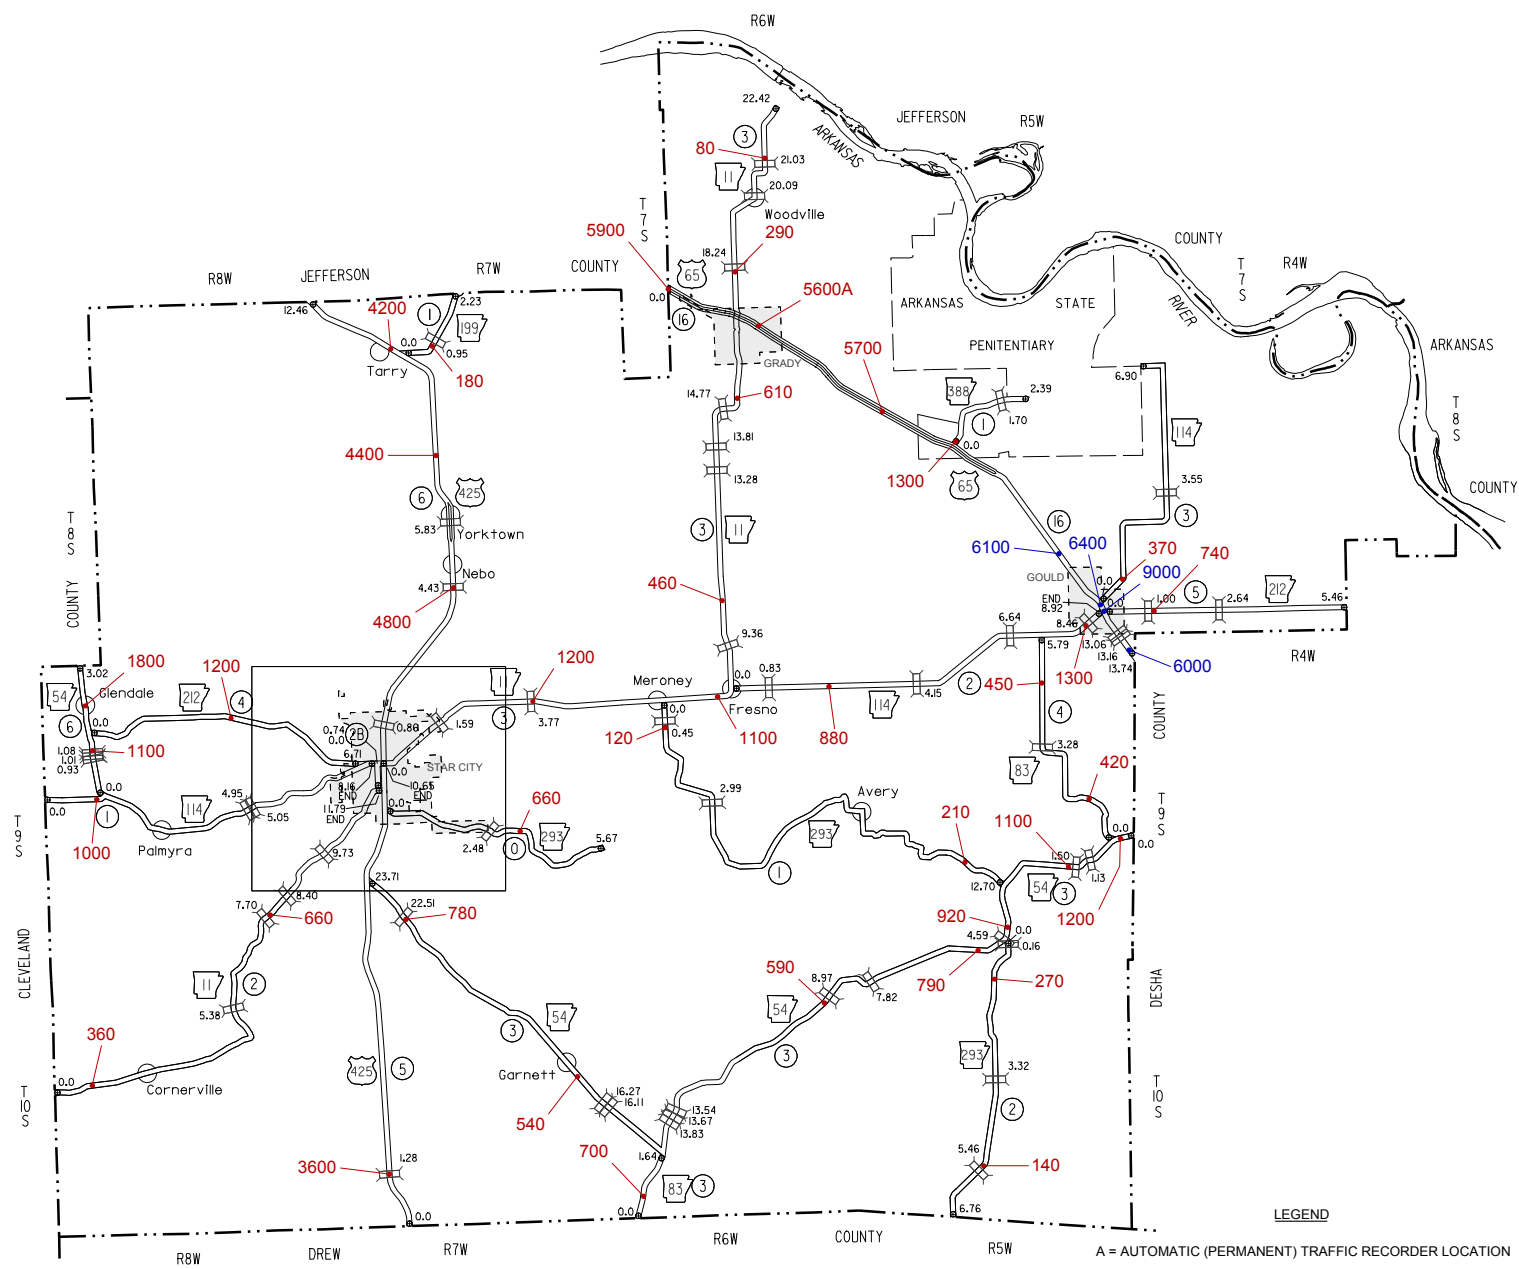 R6W
22.42
JEFFERSON
R5W
3
ARKANSAS
80
21.03
11
20.09
Woodville
T
7
S
5900
290
COUNTY
18.24
R8W
JEFFERSON
R7W
COUNTY
65
T
7
S
R4W
0.0
5600A
ARKANSAS
STATE
RIVER
12.46
4200
1
2.23
199
16
0.0
0.95
5700
PENITENTIARY
ARKANSAS
Tarry
180
GRADY
6.90
14.77
610
388
2.39
1
1.70
T
8
S
114
13.81
0.0
4400
13.28
1300
65
3.55
COUNTY
6
425
T
8
S
5.83
Yorktown
3
11
16
3
Nebo
6100
6400
370
740
GOULD
9000
4.43
460
0.0
5
212
COUNTY
END
8.92
0.0
1.00
2.64
5.46
4800
8.46
6.64
13.06
9.36
5.79
13.16
1300
13.74
6000
R4W
3.02
1800
1200
11
1200
Meroney
0.0
0.83
54
Glendale
212
4
450
6
0.0
0.74
0.0
2B
0.80
1.59
3
3.77
0.0
Fresno
4.15
2
114
4
COUNTY
1.08
1.01
0.93
1100
6.71
120
0.45
1100
880
STAR CITY
0.0
3.28
83
420
0.0
0.0
114
4.95
8.16
END
10.65
END
2.99
Avery
1
5.05
11.79
END
0.0
660
T
9
S
T
9
S
1000
Palmyra
2.48
0
293
5.67
293
210
1100
0.0
0.0
9.73
1
1.50
1.13
23.71
12.70
54
3
8.40
7.70
660
22.51
780
920
1200
4.59
0.0
0.16
CLEVELAND
590
8.97
790
270
DESHA
11
2
7.82
5.38
54
3
54
3
360
293
3.32
425
5
0.0
Cornerville
Garnett
T
10
S
16.27
16.11
T
10
S
540
13.54
13.67
13.83
2
700
1.64
3600
1.28
5.46
140
83
3
0.0
0.0
6.76
R8W
DREW
R7W
R6W
COUNTY
R5W
LEGEND
A = AUTOMATIC (PERMANENT) TRAFFIC RECORDER LOCATION